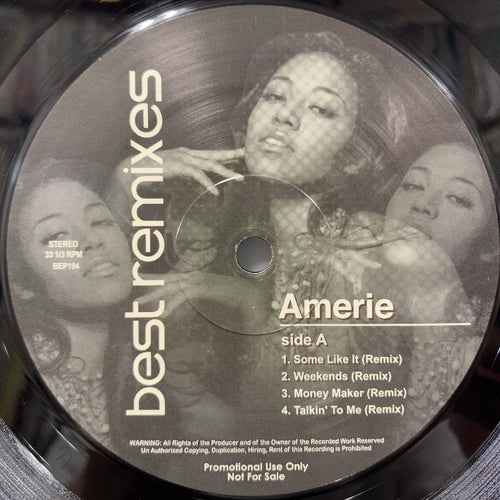 best remixes
STEREO
33 1/3 RPM
BEP104
Amerie
side A
1. Some Like It (Remix)
2. Weekends (Remix)
3. Money Maker (Remix)
4. Talkin' To Me (Remix)
WARNING: All Rights of the Producer and of the Owner of the Recorded Work Reserved
Un Authorized Copying, Duplication, Hiring, Rent of this Recording is Prohibited
Promotional Use Only
Not For Sale